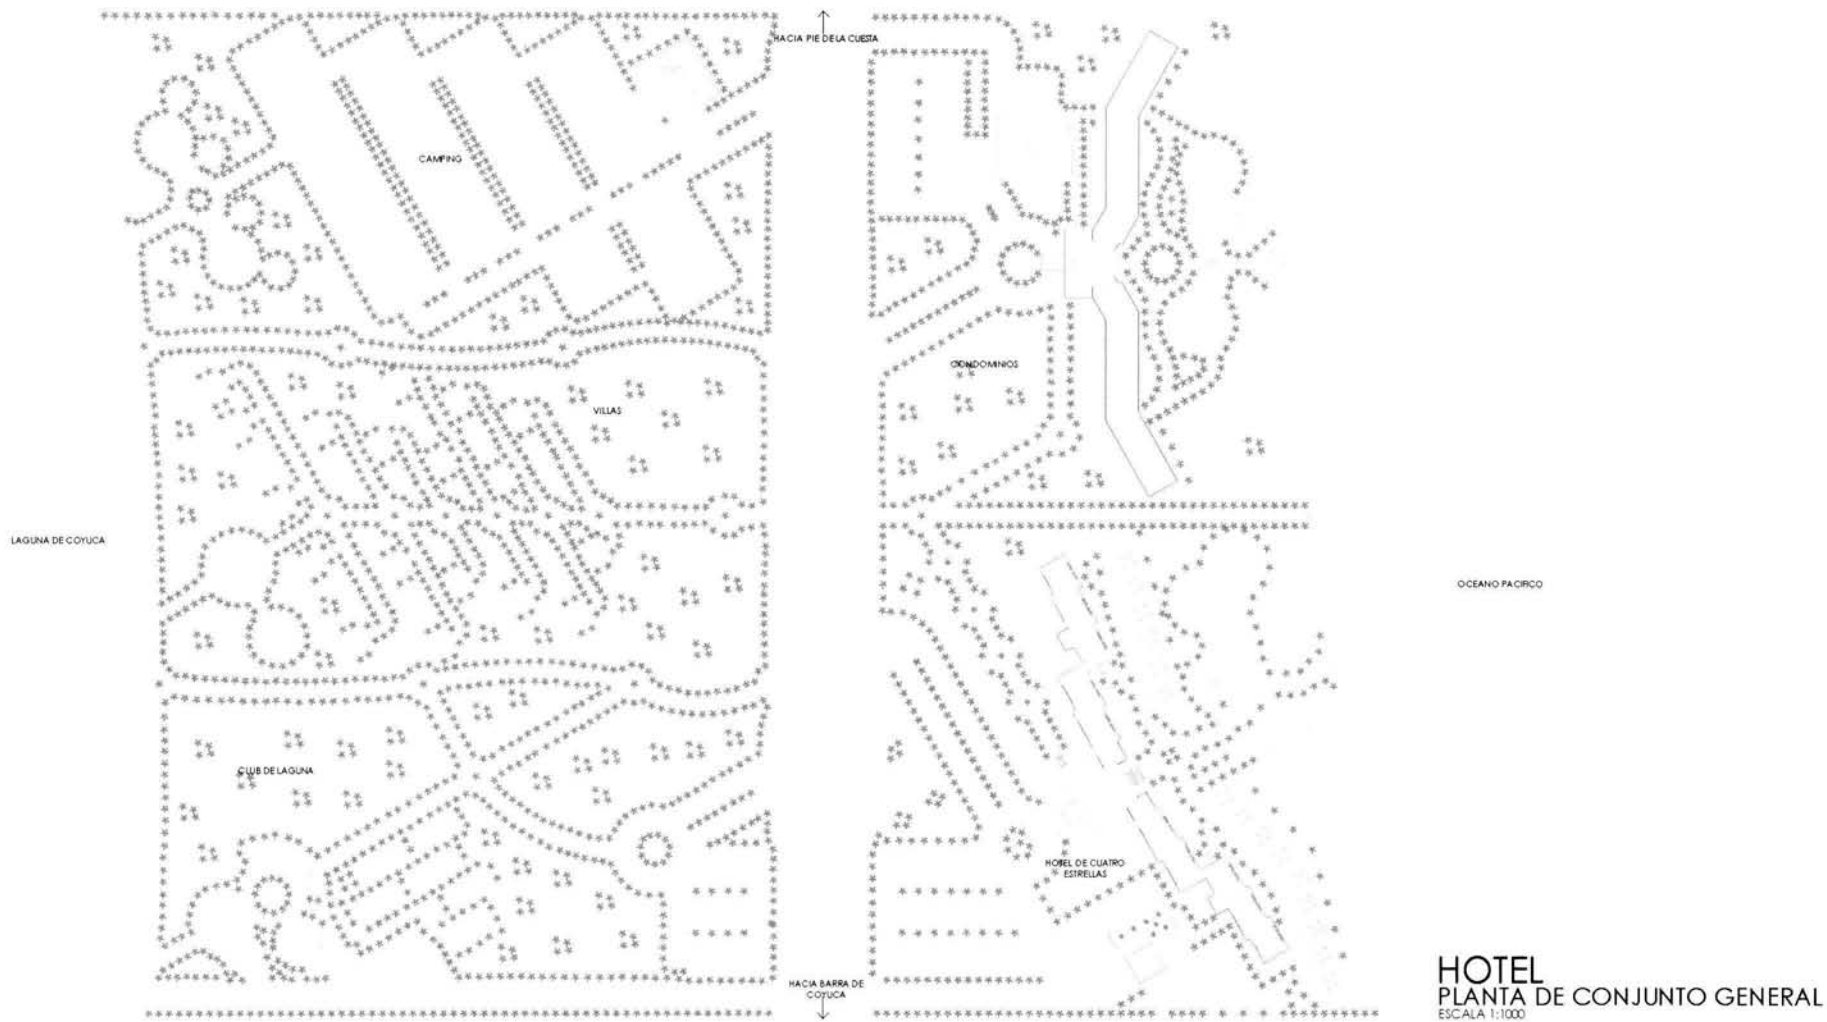 HACIA PIE DE LA CUESTA
CAMPING
CONDOMINIOS
VILLAS
LAGUNA DE COYUCA
OCEANO PACIFICO
CLUB DE LAGUNA
HOTEL DE CUATRO
ESTRELLAS
HACIA BARRA DE
COYUCA
HOTEL
PLANTA DE CONJUNTO GENERAL
ESCALA 1:1000